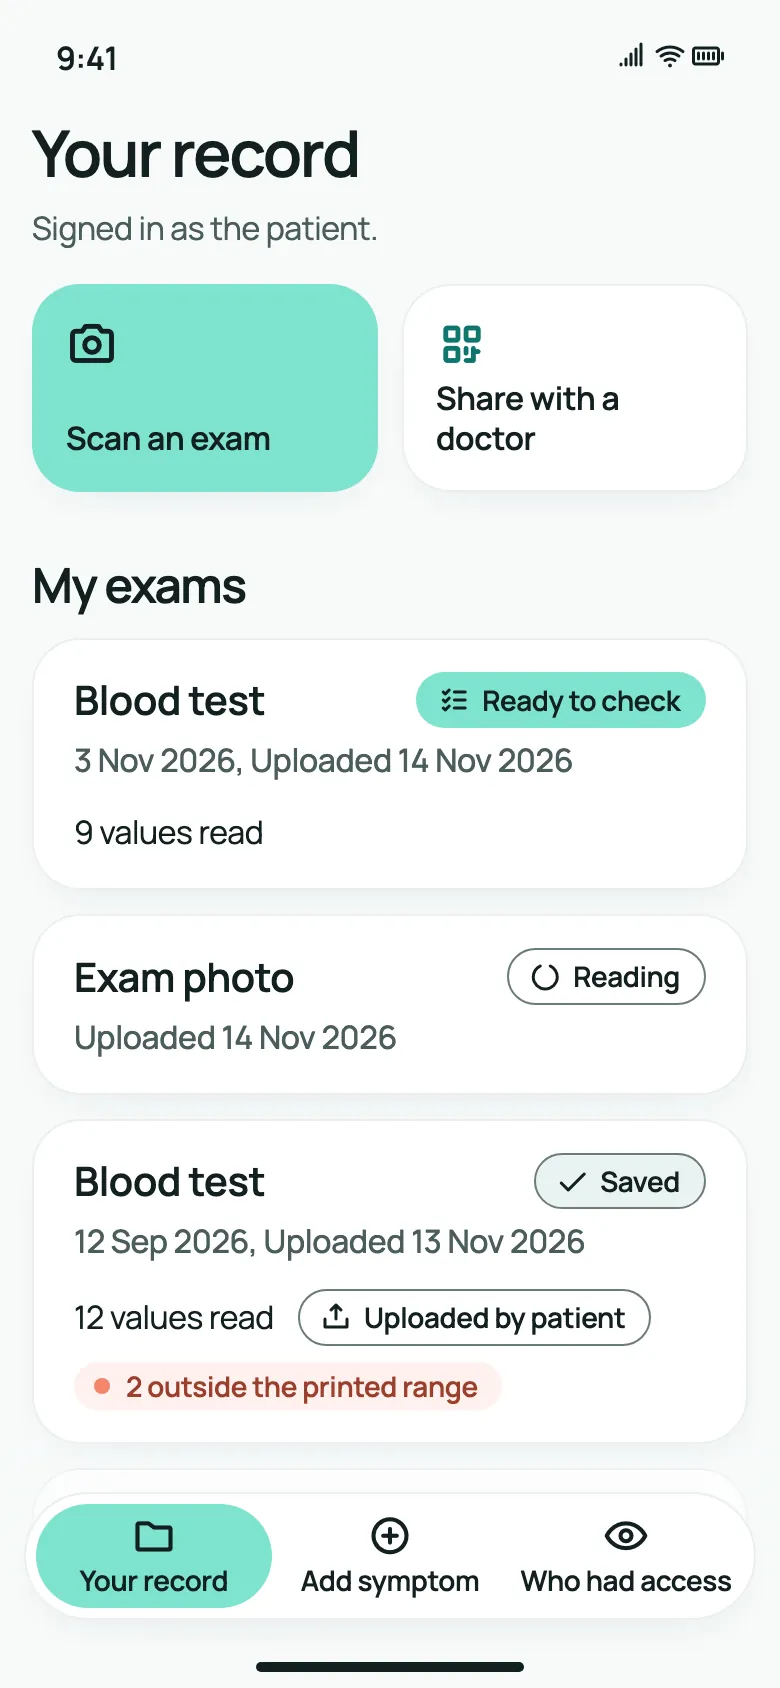 9:41
Your record
Signed in as the patient.
Scan an exam
Share with a
doctor
My exams
Blood test
Ready to check
3 Nov 2026, Uploaded 14 Nov 2026
9 values read
Exam photo
Reading
Uploaded 14 Nov 2026
Blood test
Saved
12 Sep 2026, Uploaded 13 Nov 2026
12 values read
Uploaded by patient
2 outside the printed range
Your record
Add symptom
Who had access